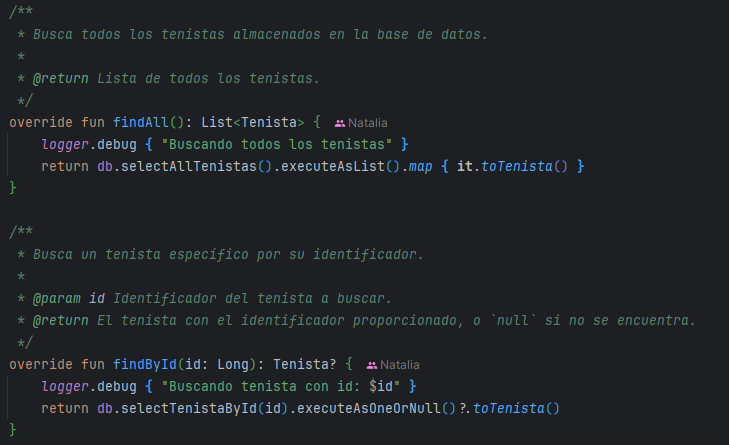 /**
 * Busca todos los tenistas almacenados en la base de datos.
 *
 * @return Lista de todos los tenistas.
 */
override fun findAll(): List<Tenista> { Natalia
    logger.debug { "Buscando todos los tenistas" }
    return db.selectAllTenistas().executeAsList().map { it.toTenista() }
}
/**
 * Busca un tenista específico por su identificador.
 *
 * @param id Identificador del tenista a buscar.
 * @return El tenista con el identificador proporcionado, o `null` si no se encuentra.
 */
override fun findById(id: Long): Tenista? { Natalia
    logger.debug { "Buscando tenista con id: $id" }
    return db.selectTenistaById(id).executeAsOneOrNull()?.toTenista()
}